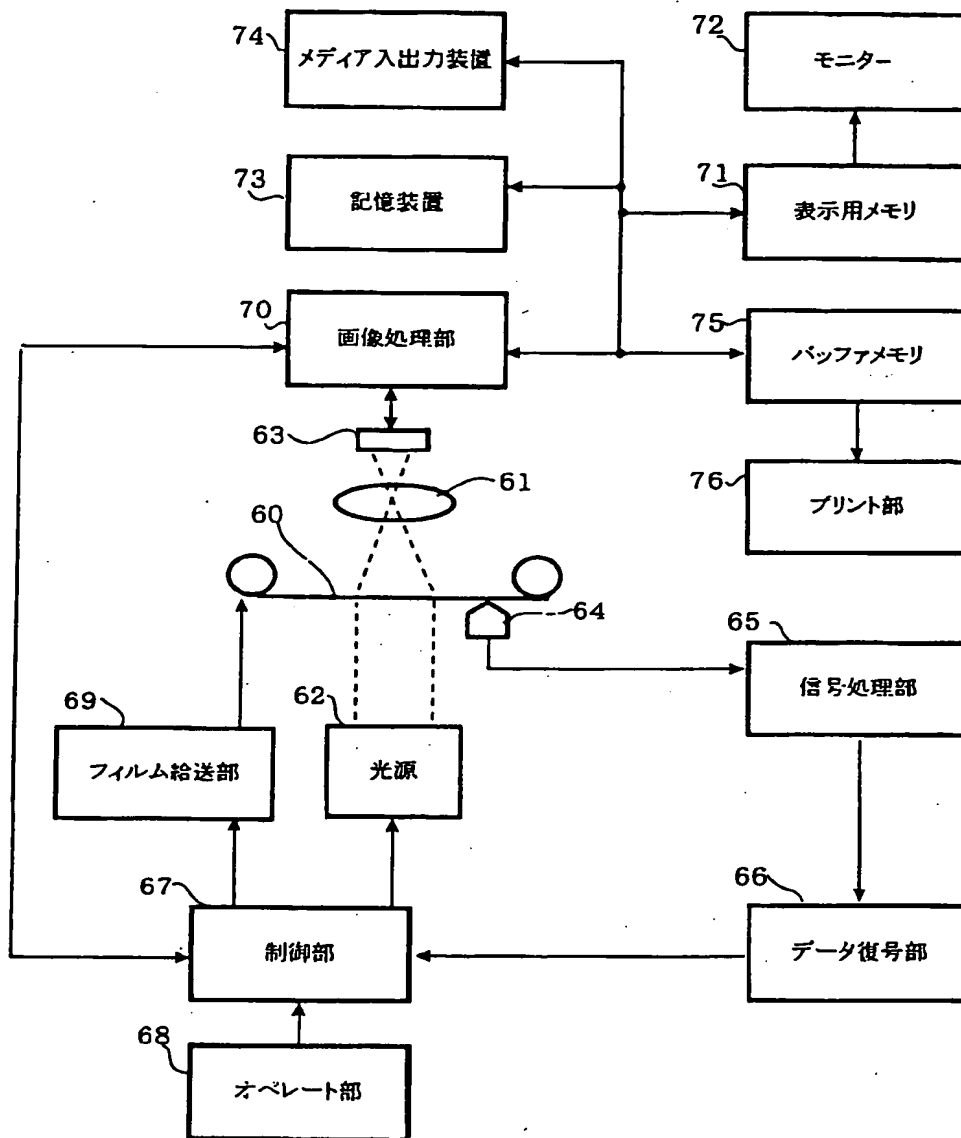 74 メディア入出力装置
72 モニター
73 記憶装置
71 表示用メモリ
70 画像処理部
75 バッファメモリ
63
61
76 プリント部
60
64
65 信号処理部
69 フィルム給送部
62 光源
67 制御部
66 データ復号部
68 オペレート部